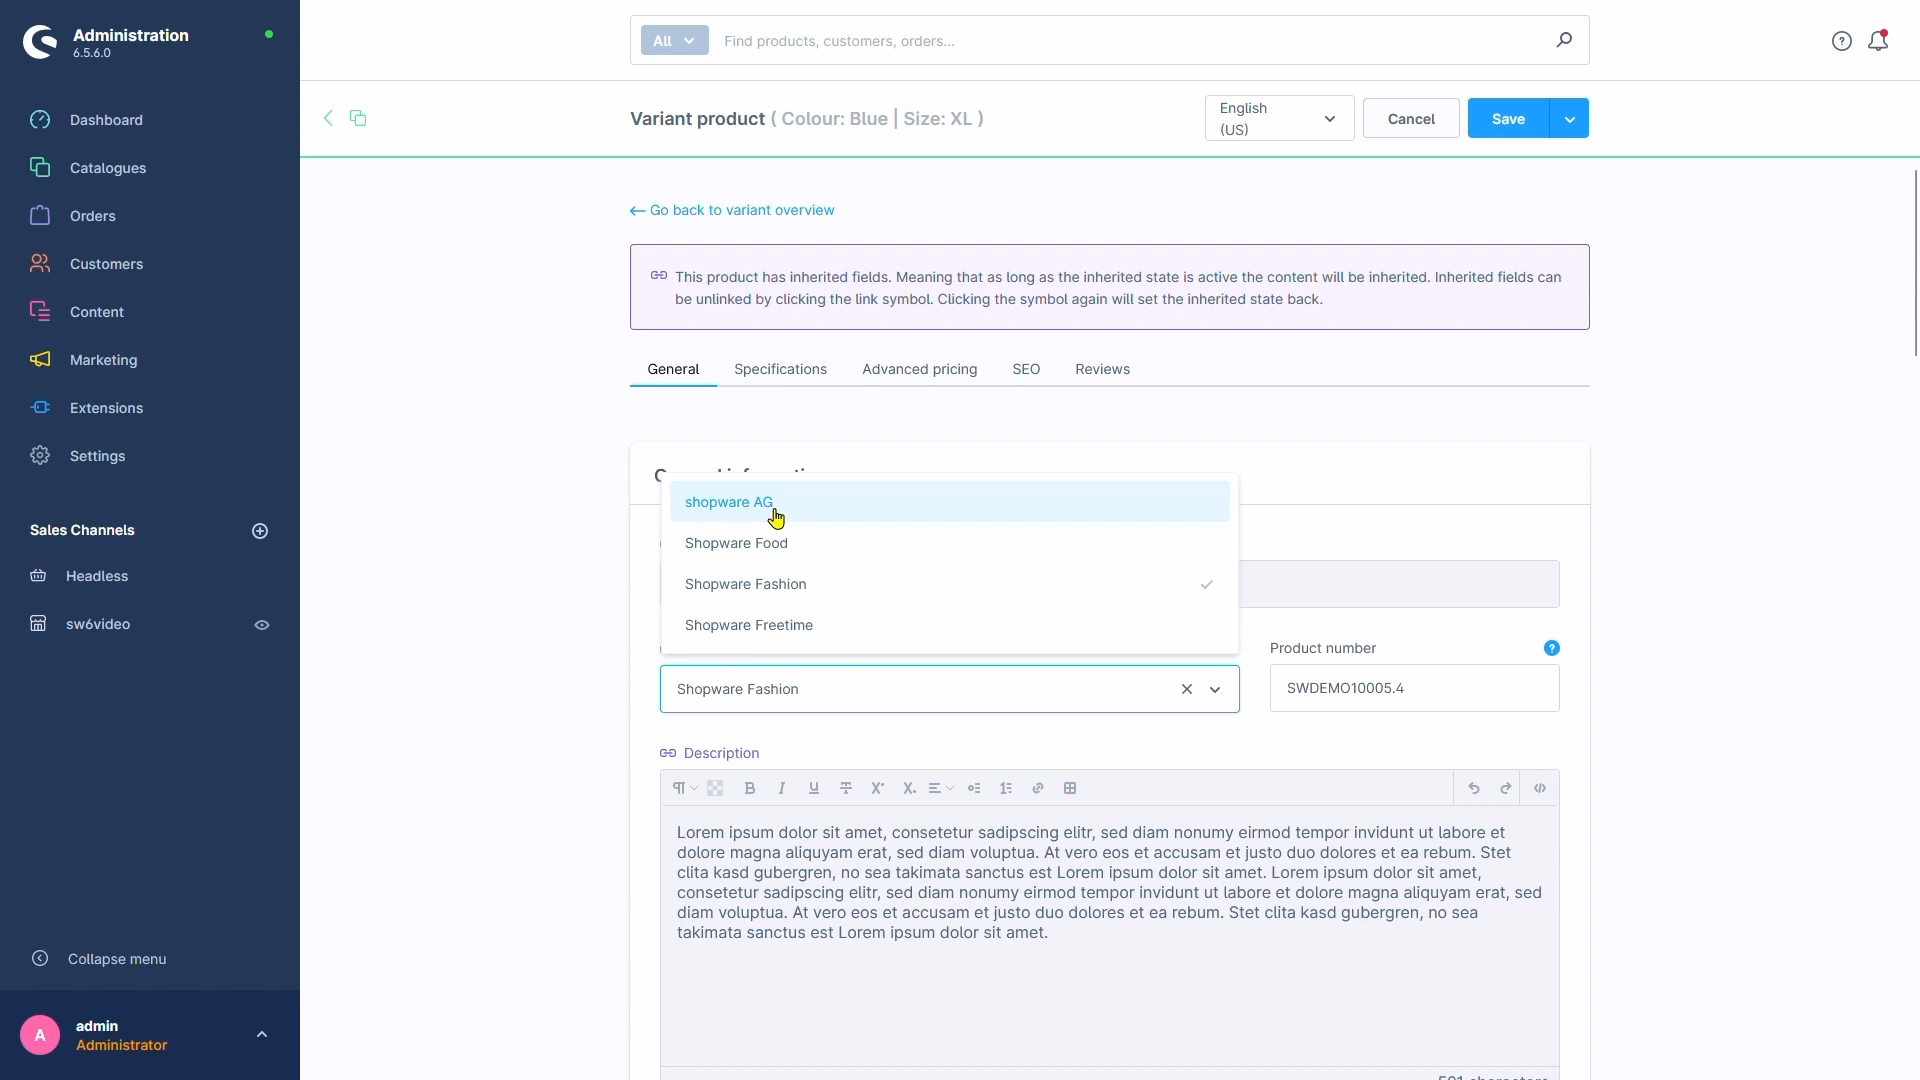 Administration
6.5.6.0
Dashboard
Catalogues
Orders
Customers
Content
Marketing
Extensions
Settings
Sales Channels
Headless
sw6video
Collapse menu
A
admin
Administrator
All
Find products, customers, orders...
Variant product ( Colour: Blue | Size: XL )
English
(US)
Cancel
Save
Go back to variant overview
This product has inherited fields. Meaning that as long as the inherited state is active the content will be inherited. Inherited fields can
be unlinked by clicking the link symbol. Clicking the symbol again will set the inherited state back.
General
Specifications
Advanced pricing
SEO
Reviews
shopware AG
Shopware Food
Shopware Fashion
Shopware Freetime
Shopware Fashion
Product number
SWDEMO10005.4
Description
Lorem ipsum dolor sit amet, consetetur sadipscing elitr, sed diam nonumy eirmod tempor invidunt ut labore et
dolore magna aliquyam erat, sed diam voluptua. At vero eos et accusam et justo duo dolores et ea rebum. Stet
clita kasd gubergren, no sea takimata sanctus est Lorem ipsum dolor sit amet. Lorem ipsum dolor sit amet,
consetetur sadipscing elitr, sed diam nonumy eirmod tempor invidunt ut labore et dolore magna aliquyam erat, sed
diam voluptua. At vero eos et accusam et justo duo dolores et ea rebum. Stet clita kasd gubergren, no sea
takimata sanctus est Lorem ipsum dolor sit amet.